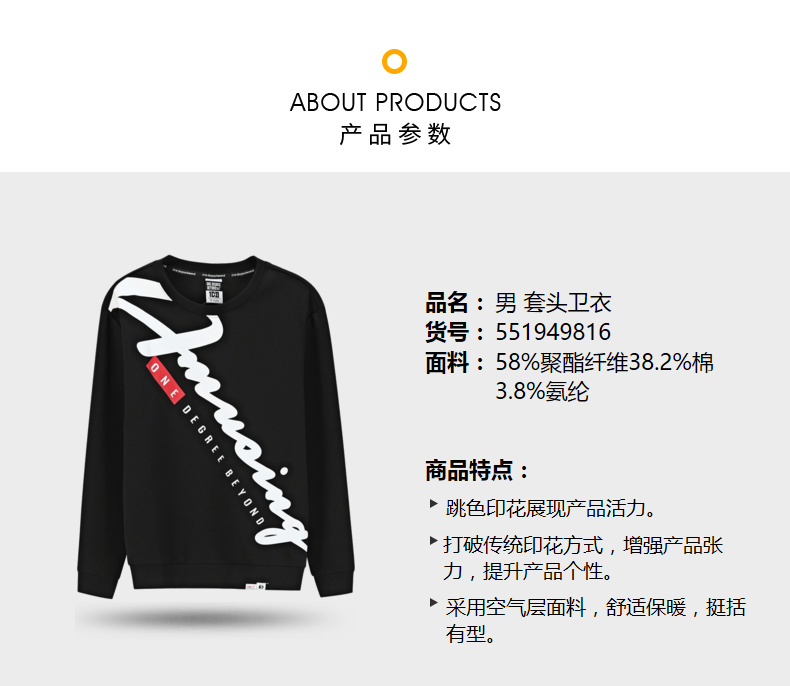 ABOUT PRODUCTS
产品参数
品名： 男 套头卫衣
货号： 551949816
面料： 58%聚酯纤维38.2%棉
3.8%氨纶
Amusing
ONE DEGREE BEYOND
商品特点：
跳色印花展现产品活力。
打破传统印花方式，增强产品张
力，提升产品个性。
采用空气层面料，舒适保暖，挺括
有型。